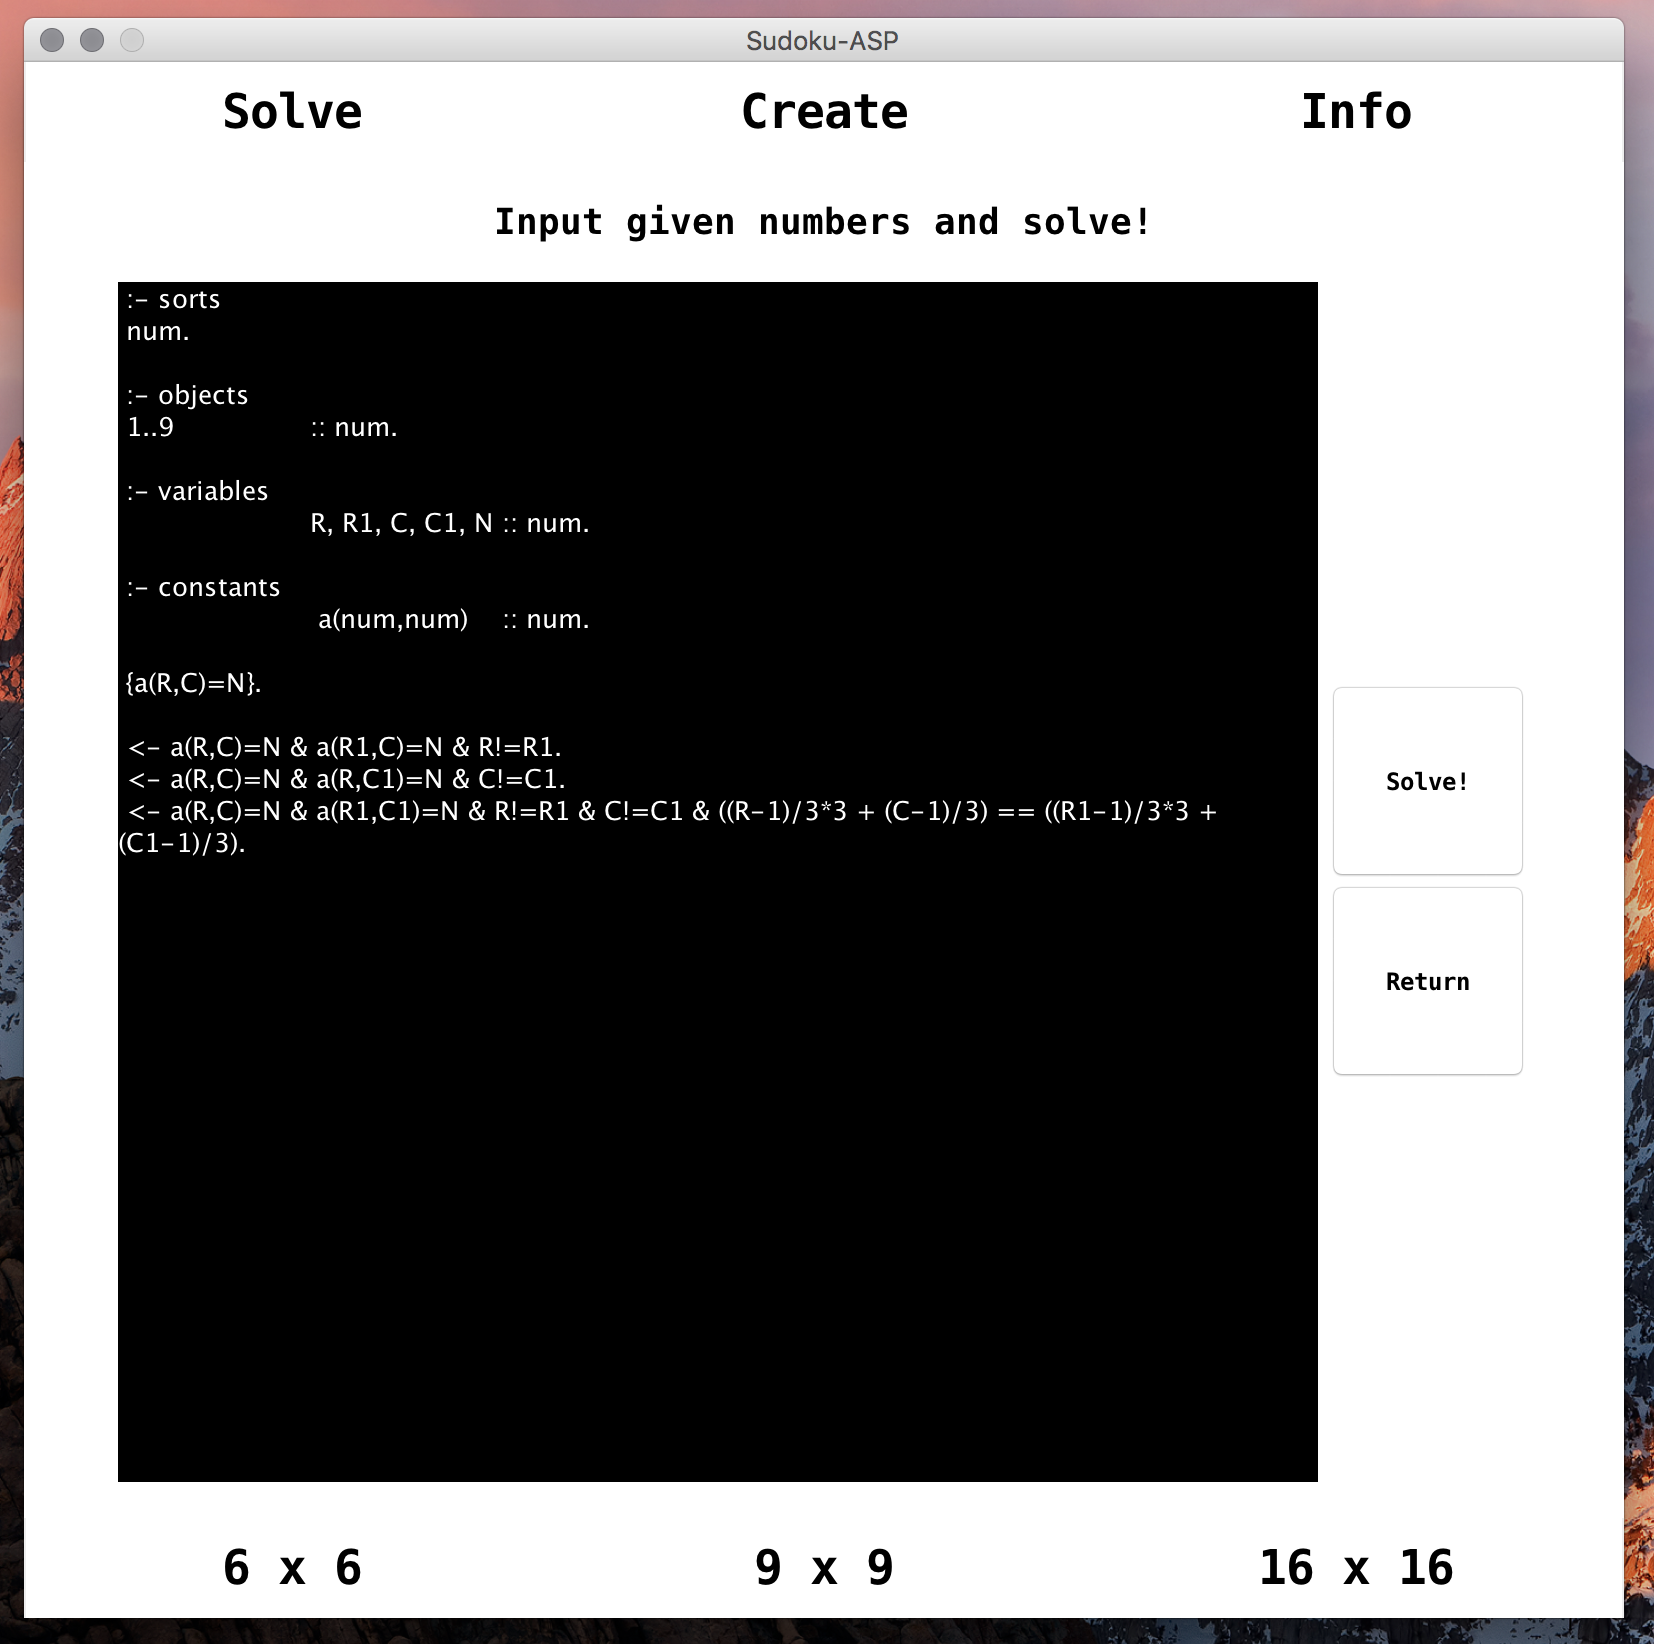 Sudoku-ASP
Solve Create Info
Input given numbers and solve!
:- sorts
num.
:- objects
1..9 :: num.
:- variables
R, R1, C, C1, N :: num.
:- constants
a(num,num) :: num.
{a(R,C)=N}.
<- a(R,C)=N & a(R1,C)=N & R!=R1.
<- a(R,C)=N & a(R,C1)=N & C!=C1.
<- a(R,C)=N & a(R1,C1)=N & R!=R1 & C!=C1 & ((R-1)/3*3 + (C-1)/3) == ((R1-1)/3*3 +
(C1-1)/3).
Solve!
Return
6 x 6 9 x 9 16 x 16